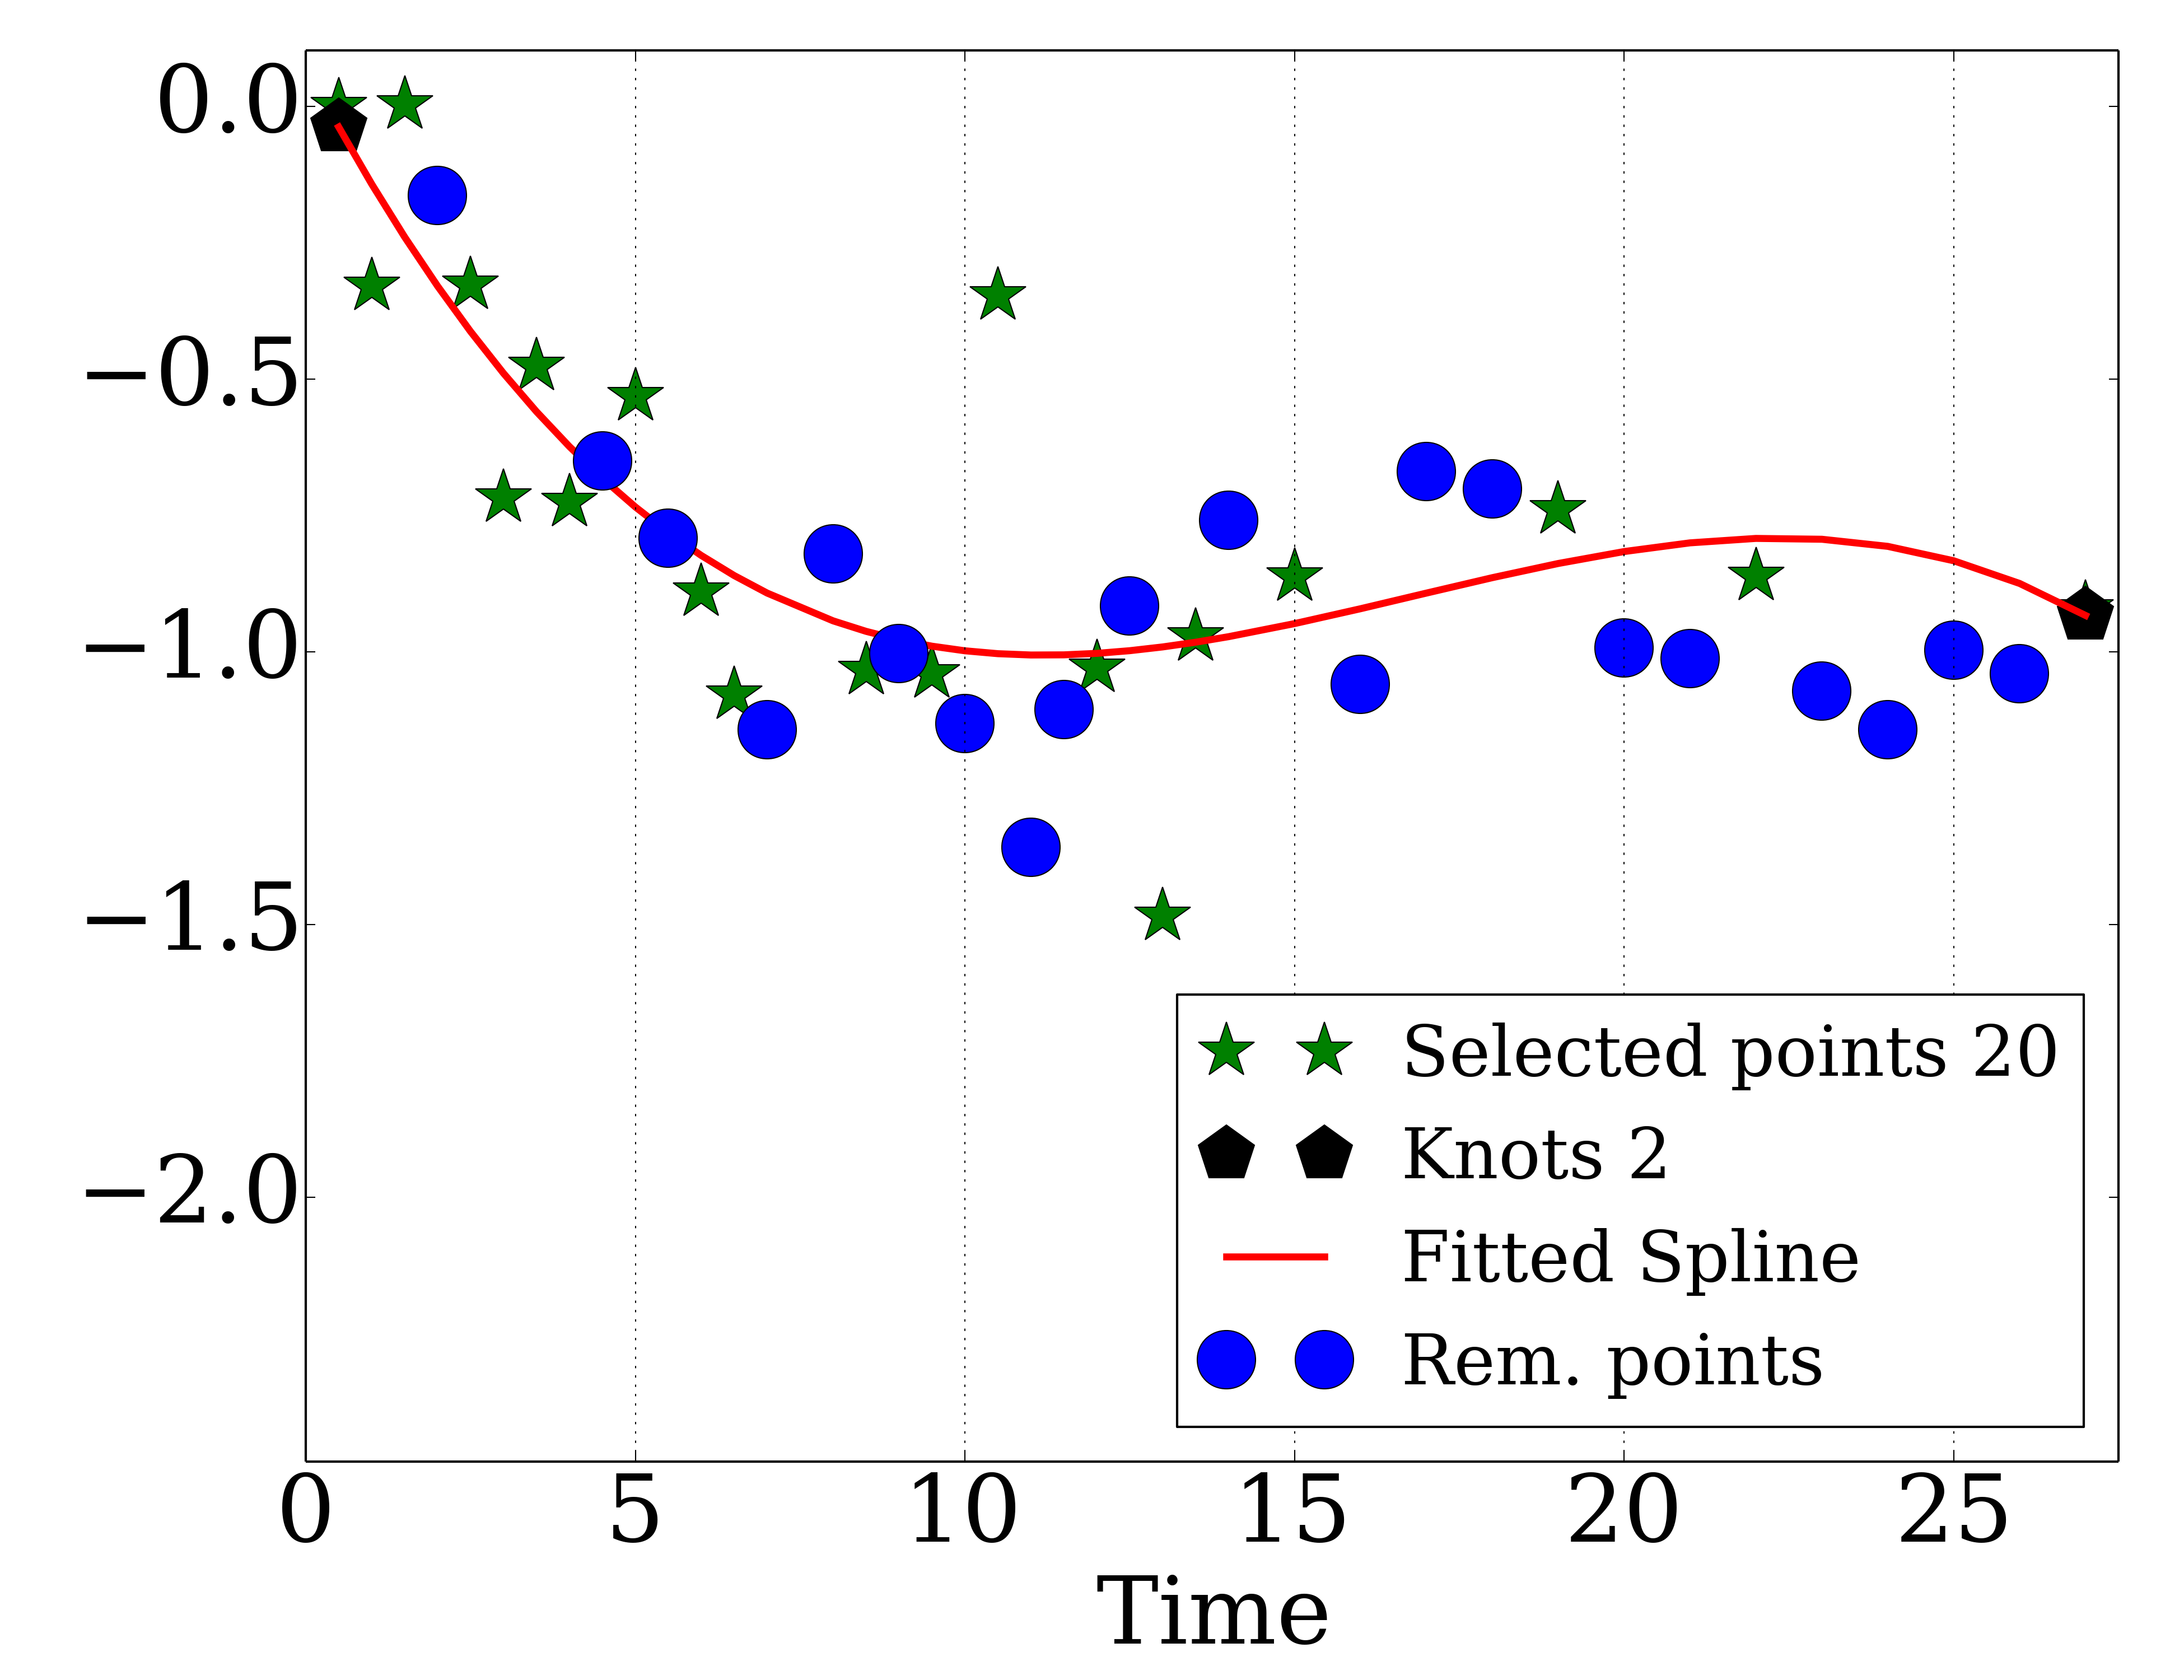 0.0
−0.5
−1.0
−1.5
−2.0
Selected points 20
Knots 2
Fitted Spline
Rem. points
0 5 10 15 20 25
Time